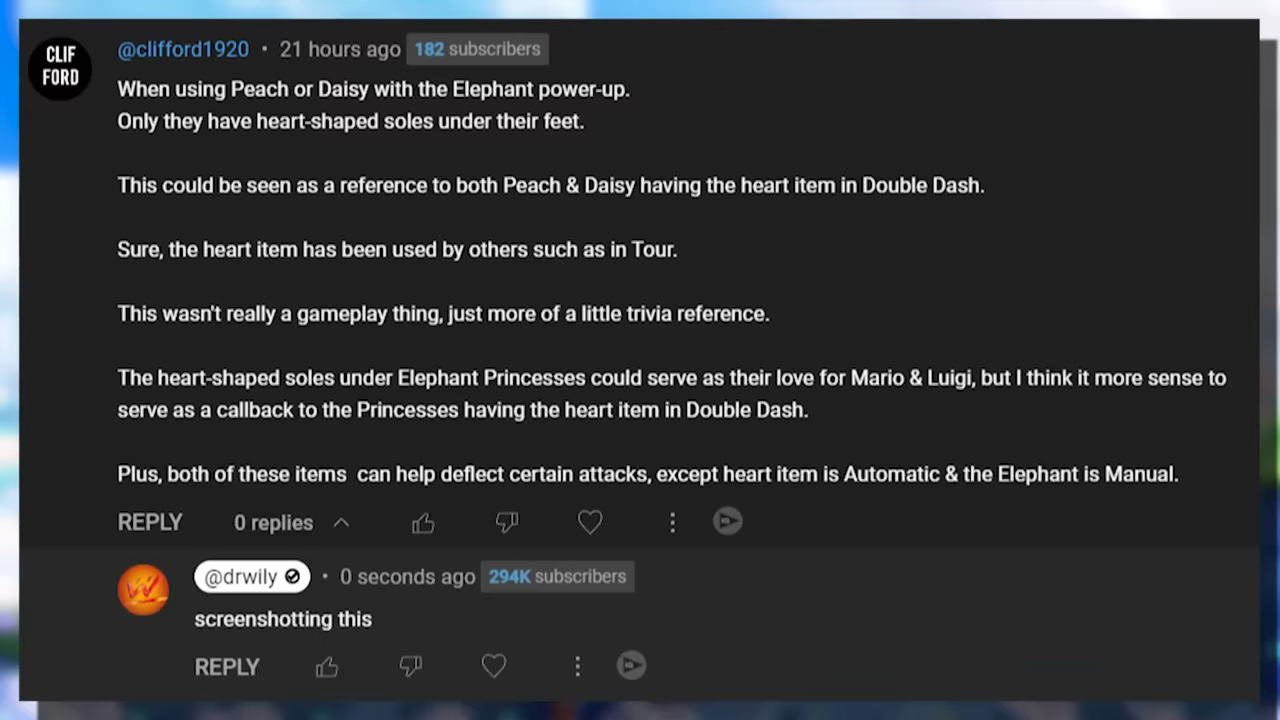 CLIF
FORD
@clifford1920 • 21 hours ago 182 subscribers
When using Peach or Daisy with the Elephant power-up.
Only they have heart-shaped soles under their feet.
This could be seen as a reference to both Peach & Daisy having the heart item in Double Dash.
Sure, the heart item has been used by others such as in Tour.
This wasn't really a gameplay thing, just more of a little trivia reference.
The heart-shaped soles under Elephant Princesses could serve as their love for Mario & Luigi, but I think it more sense to
serve as a callback to the Princesses having the heart item in Double Dash.
Plus, both of these items  can help deflect certain attacks, except heart item is Automatic & the Elephant is Manual.
REPLY 0 replies
W
@drwily • 0 seconds ago 294K subscribers
screenshotting this
REPLY